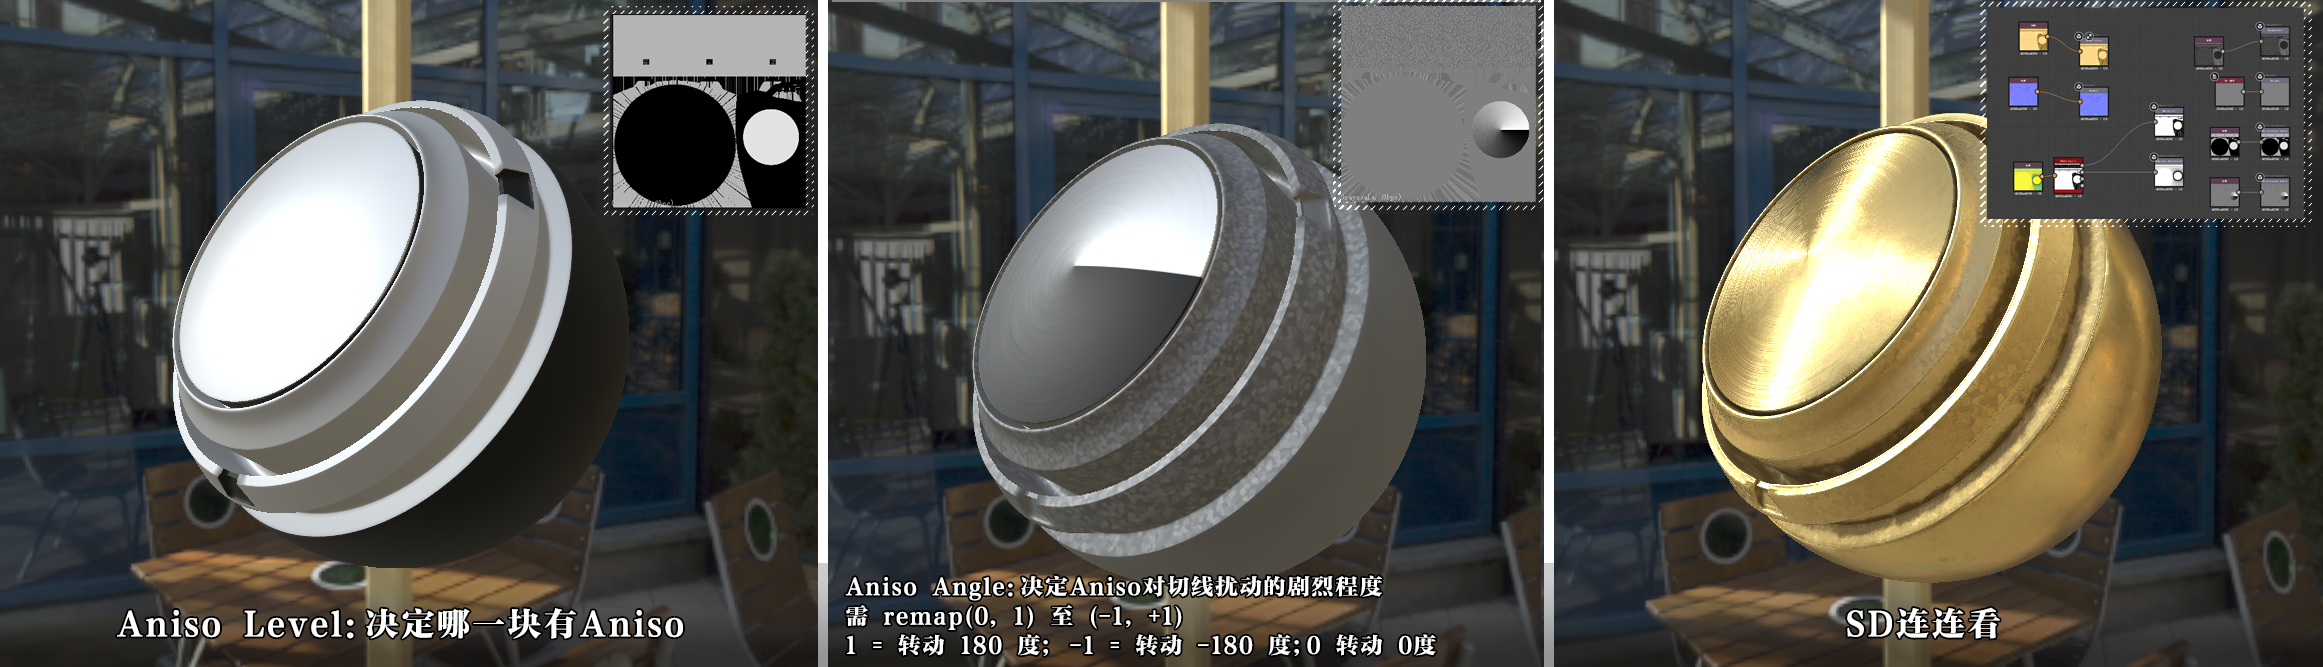 Aniso Level:决定哪一块有Aniso
Aniso Angle:决定Aniso对切线扰动的剧烈程度
需 remap(0, 1) 至 (-1, +1)
1 = 转动 180 度; -1 = 转动 -180 度;0 转动 0度
SD连连看